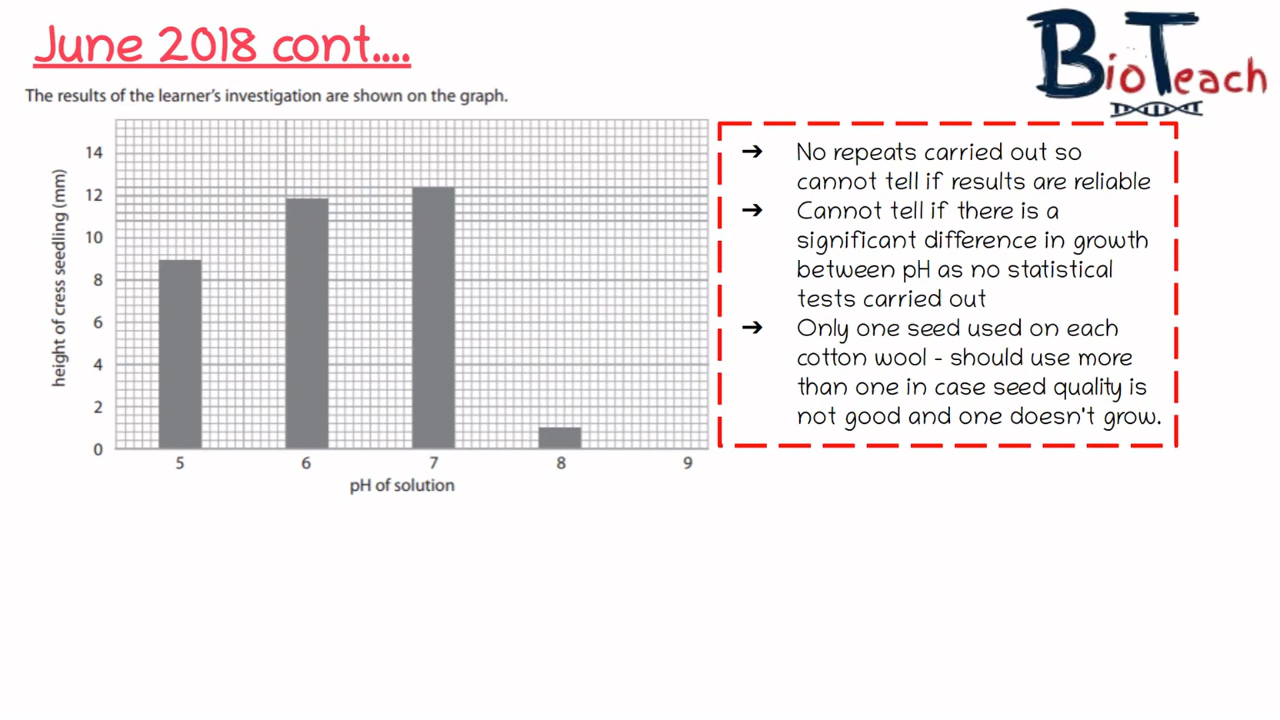 June 2018 cont....
BioTeach
The results of the learner's investigation are shown on the graph.
height of cress seedling (mm)
14
12
10
8
6
4
2
0
5 6 7 8 9
pH of solution
➔ No repeats carried out so
cannot tell if results are reliable
➔ Cannot tell if there is a
significant difference in growth
between pH as no statistical
tests carried out
➔ Only one seed used on each
cotton wool - should use more
than one in case seed quality is
not good and one doesn't grow.